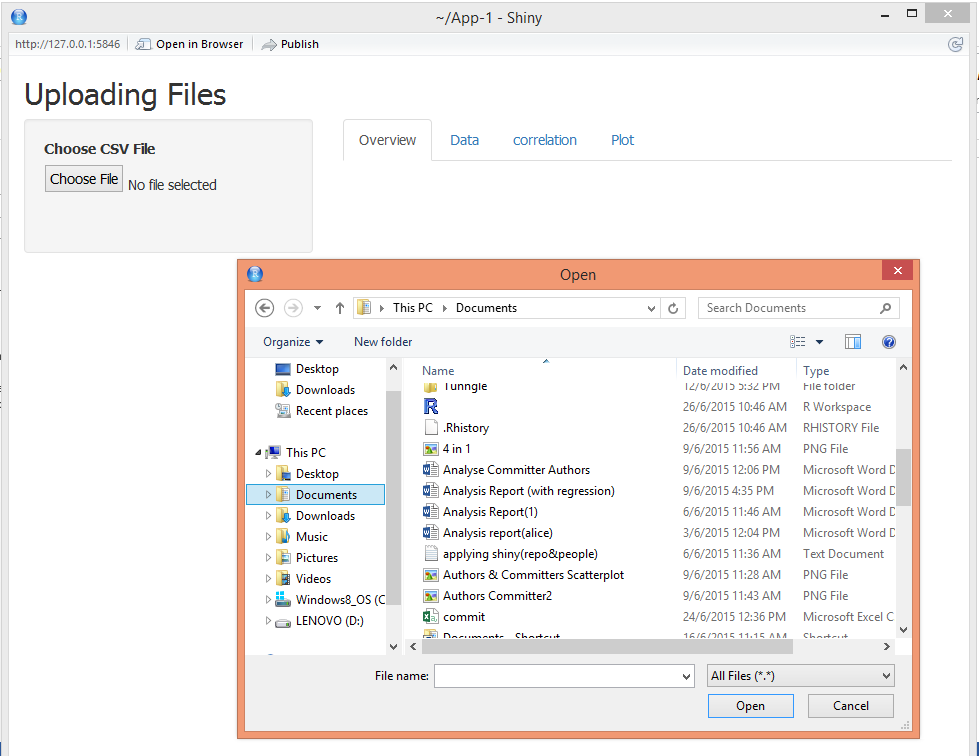 ~/App-1 - Shiny
http://127.0.0.1:5846 Open in Browser Publish
Uploading Files
Choose CSV File
Choose File No file selected
Overview Data correlation Plot
Open
This PC Documents Search Documents
Organize New folder
Desktop
Downloads
Recent places
This PC
Desktop
Documents
Downloads
Music
Pictures
Videos
Windows8_OS (C
LENOVO (D:)
Name Date modified Type
Tunngle 12/6/2015 5:32 PM File folder
26/6/2015 10:46 AM R Workspace
.Rhistory 26/6/2015 10:46 AM RHISTORY File
4 in 1 9/6/2015 11:56 AM PNG File
Analyse Committer Authors 9/6/2015 12:06 PM Microsoft Word D
Analysis Report (with regression) 9/6/2015 4:35 PM Microsoft Word D
Analysis Report(1) 6/6/2015 11:46 AM Microsoft Word D
Analysis report(alice) 3/6/2015 12:04 PM Microsoft Word D
applying shiny(repo&people) 6/6/2015 11:36 AM Text Document
Authors & Committers Scatterplot 9/6/2015 11:28 AM PNG File
Authors Committer2 9/6/2015 11:43 AM PNG File
commit 24/6/2015 12:36 PM Microsoft Excel C
Documents - Shortcut 16/6/2015 11:15 AM Shortcut
File name: All Files (*.*)
Open Cancel